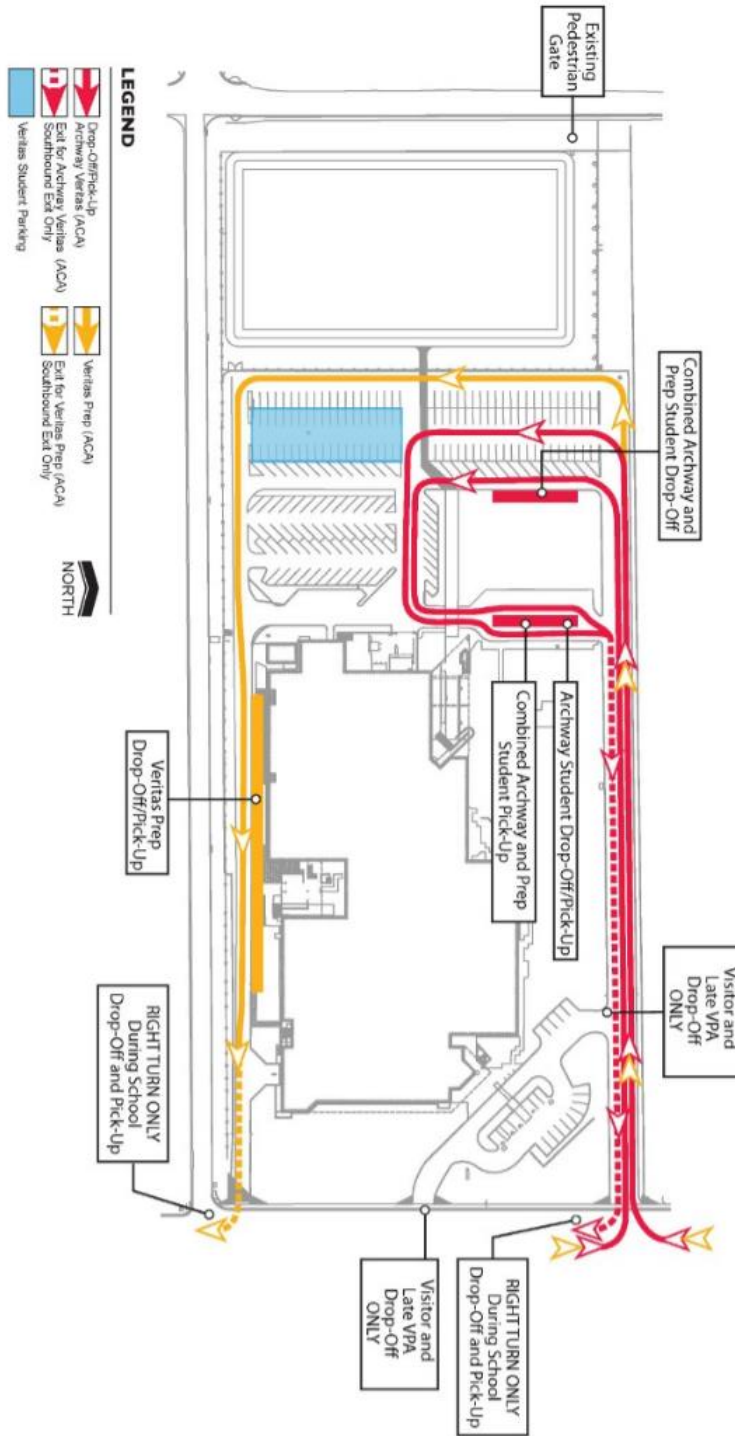 Existing
Pedestrian
Gate
Combined Archway and
Prep Student Drop-Off
Archway Student Drop-Off/Pick-Up
Combined Archway and Prep
Student Pick-Up
Visitor and
Late VPA
Drop-Off
ONLY
RIGHT TURN ONLY
During School
Drop-Off and Pick-Up
Visitor and
Late VPA
Drop-Off
ONLY
RIGHT TURN ONLY
During School
Drop-Off and Pick-Up
Veritas Prep
Drop-Off/Pick-Up
LEGEND
Drop-Off/Pick-Up
Archway Veritas (ACA)
Exit for Archway Veritas (ACA)
Southbound Exit Only
Veritas Student Parking
Veritas Prep (ACA)
Exit for Veritas Prep (ACA)
Southbound Exit Only
NORTH